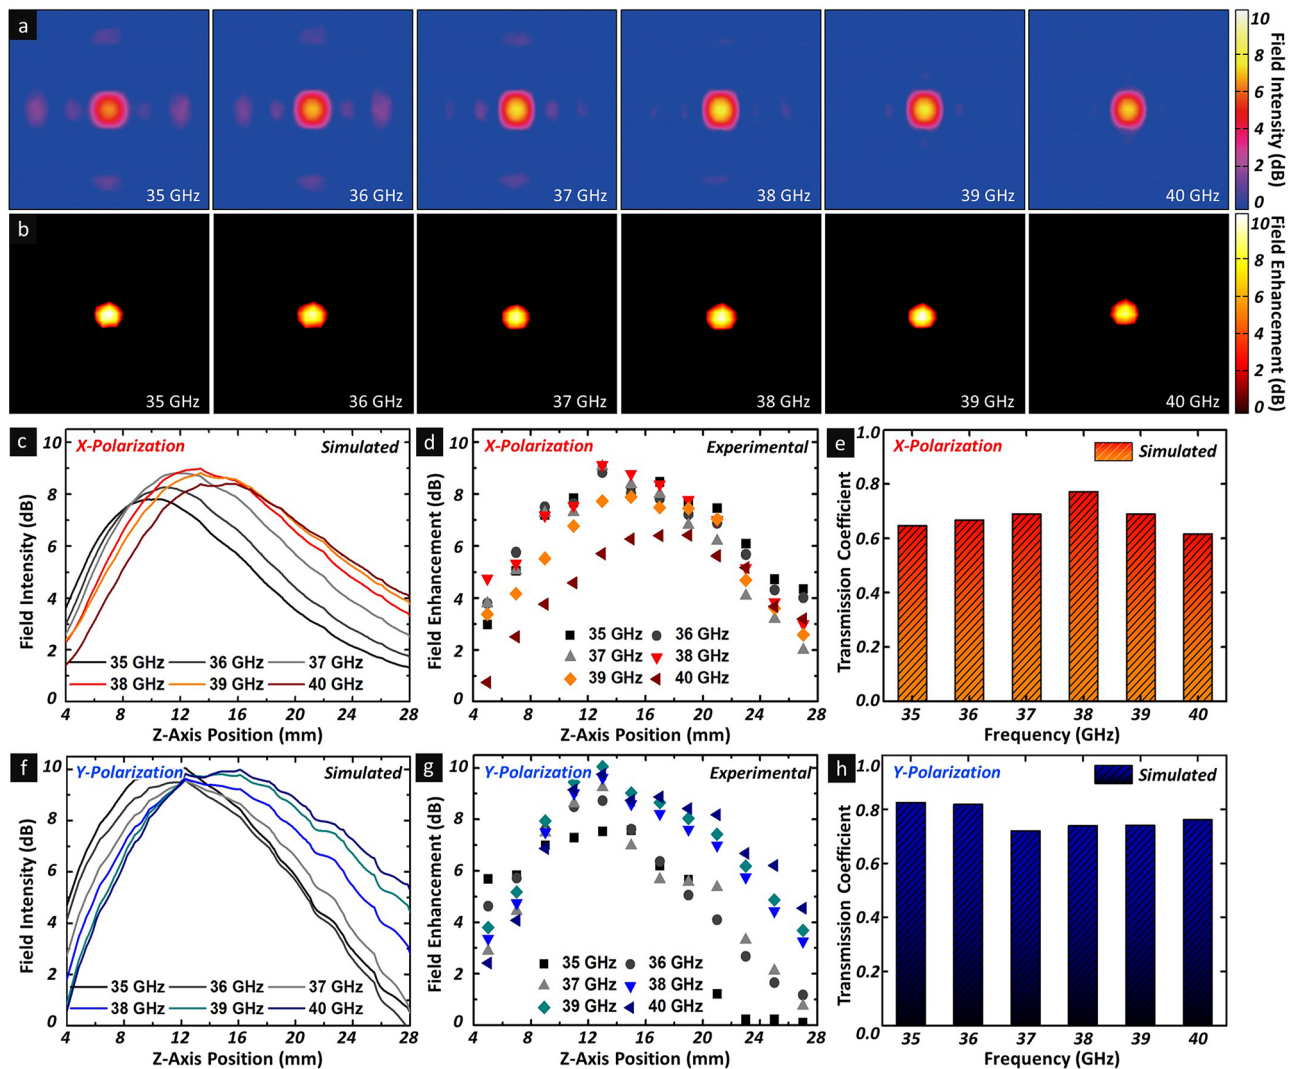 a
35 GHz
36 GHz
37 GHz
38 GHz
39 GHz
40 GHz
10
8
6
4
2
0
Field Intensity (dB)
b
35 GHz
36 GHz
37 GHz
38 GHz
39 GHz
40 GHz
10
8
6
4
2
0
Field Enhancement (dB)
c
X-Polarization
Simulated
10
8
6
4
2
0
Field Intensity (dB)
35 GHz 36 GHz 37 GHz
38 GHz 39 GHz 40 GHz
4 8 12 16 20 24 28
Z-Axis Position (mm)
d
X-Polarization
Experimental
10
8
6
4
2
0
Field Enhancement (dB)
35 GHz 36 GHz
37 GHz 38 GHz
39 GHz 40 GHz
4 8 12 16 20 24 28
Z-Axis Position (mm)
e
X-Polarization
Simulated
1.0
0.8
0.6
0.4
0.2
0.0
Transmission Coefficient
35 36 37 38 39 40
Frequency (GHz)
f
Y-Polarization
Simulated
10
8
6
4
2
0
Field Intensity (dB)
35 GHz 36 GHz 37 GHz
38 GHz 39 GHz 40 GHz
4 8 12 16 20 24 28
Z-Axis Position (mm)
g
Y-Polarization
Experimental
10
8
6
4
2
0
Field Enhancement (dB)
35 GHz 36 GHz
37 GHz 38 GHz
39 GHz 40 GHz
4 8 12 16 20 24 28
Z-Axis Position (mm)
h
Y-Polarization
Simulated
1.0
0.8
0.6
0.4
0.2
0.0
Transmission Coefficient
35 36 37 38 39 40
Frequency (GHz)